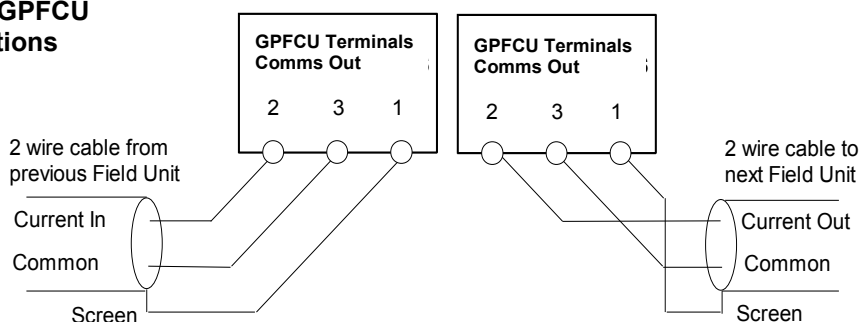 GPFCU
tions
GPFCU Terminals
Comms Out
2 3 1
GPFCU Terminals
Comms Out
2 3 1
2 wire cable from
previous Field Unit
Current In
Common
Screen
2 wire cable to
next Field Unit
Current Out
Common
Screen